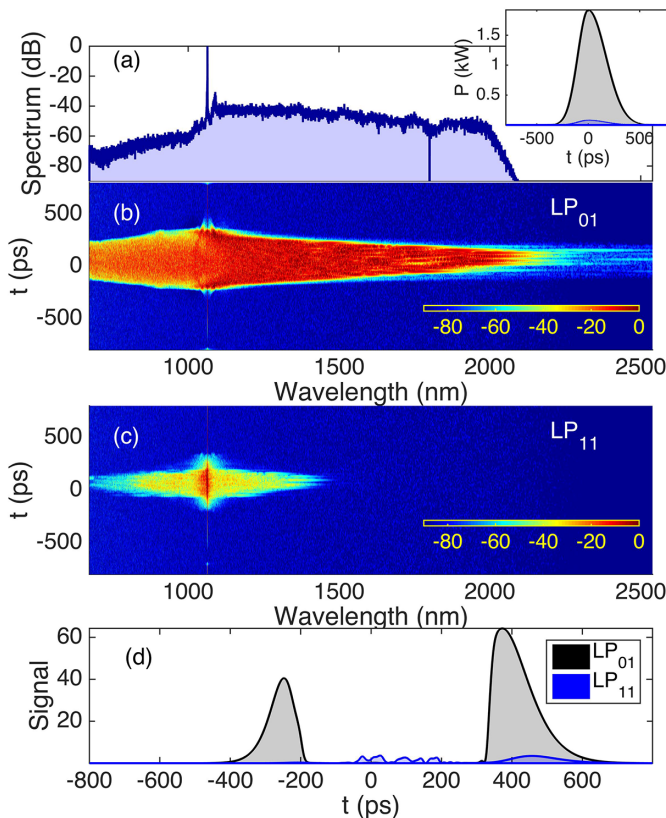 (a)
Spectrum (dB)
0
-20
-40
-60
-80
P (kW)
1.5
1
0.5
-500 0 506
t (ps)
(b)
LP01
t (ps)
500
0
-500
-80 -60 -40 -20 0
1000 1500 2000 2500
Wavelength (nm)
(c)
LP11
t (ps)
500
0
-500
-80 -60 -40 -20 0
1000 1500 2000 2500
Wavelength (nm)
(d)
Signal
60
40
20
LP01
LP11
-800 -600 -400 -200 0 200 400 600
t (ps)